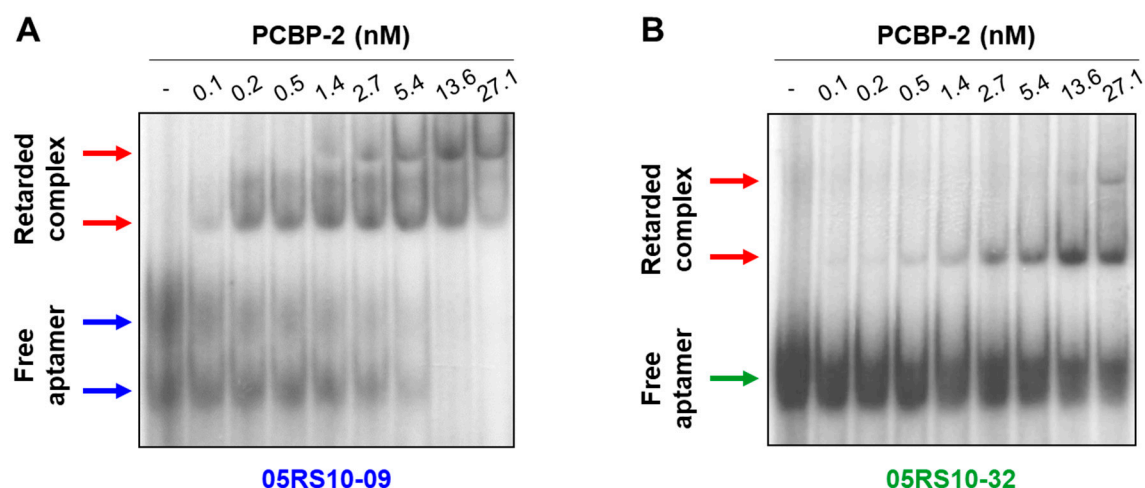 A
PCBP-2 (nM)
- 0.1 0.2 0.5 1.4 2.7 5.4 13.6 27.1
Retarded
complex
Free
aptamer
05RS10-09
B
PCBP-2 (nM)
- 0.1 0.2 0.5 1.4 2.7 5.4 13.6 27.1
Retarded
complex
Free
aptamer
05RS10-32